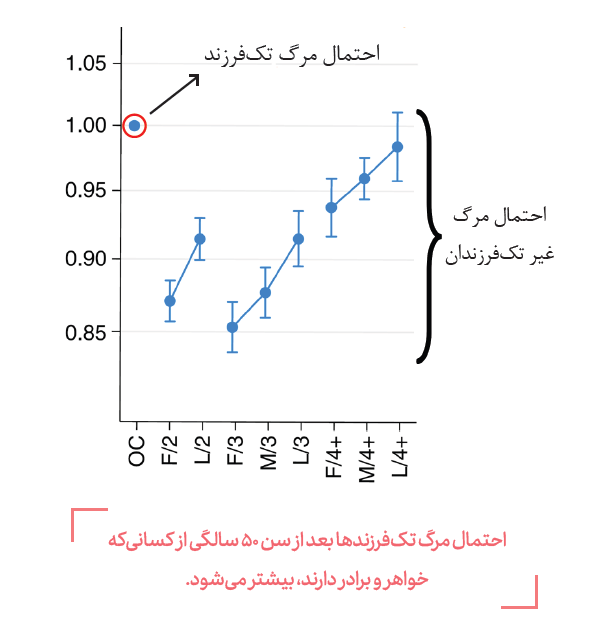 احتمال مرگ تک‌فرزند
1.05
1.00
0.95
0.90
0.85
احتمال مرگ
غیر تک‌فرزندان
OC
F/2
L/2
F/3
M/3
L/3
F/4+
M/4+
L/4+
احتمال مرگ تک‌فرزندها بعد از سن ۵۰ سالگی از کسانی‌که
خواهر و برادر دارند، بیشتر می‌شود.